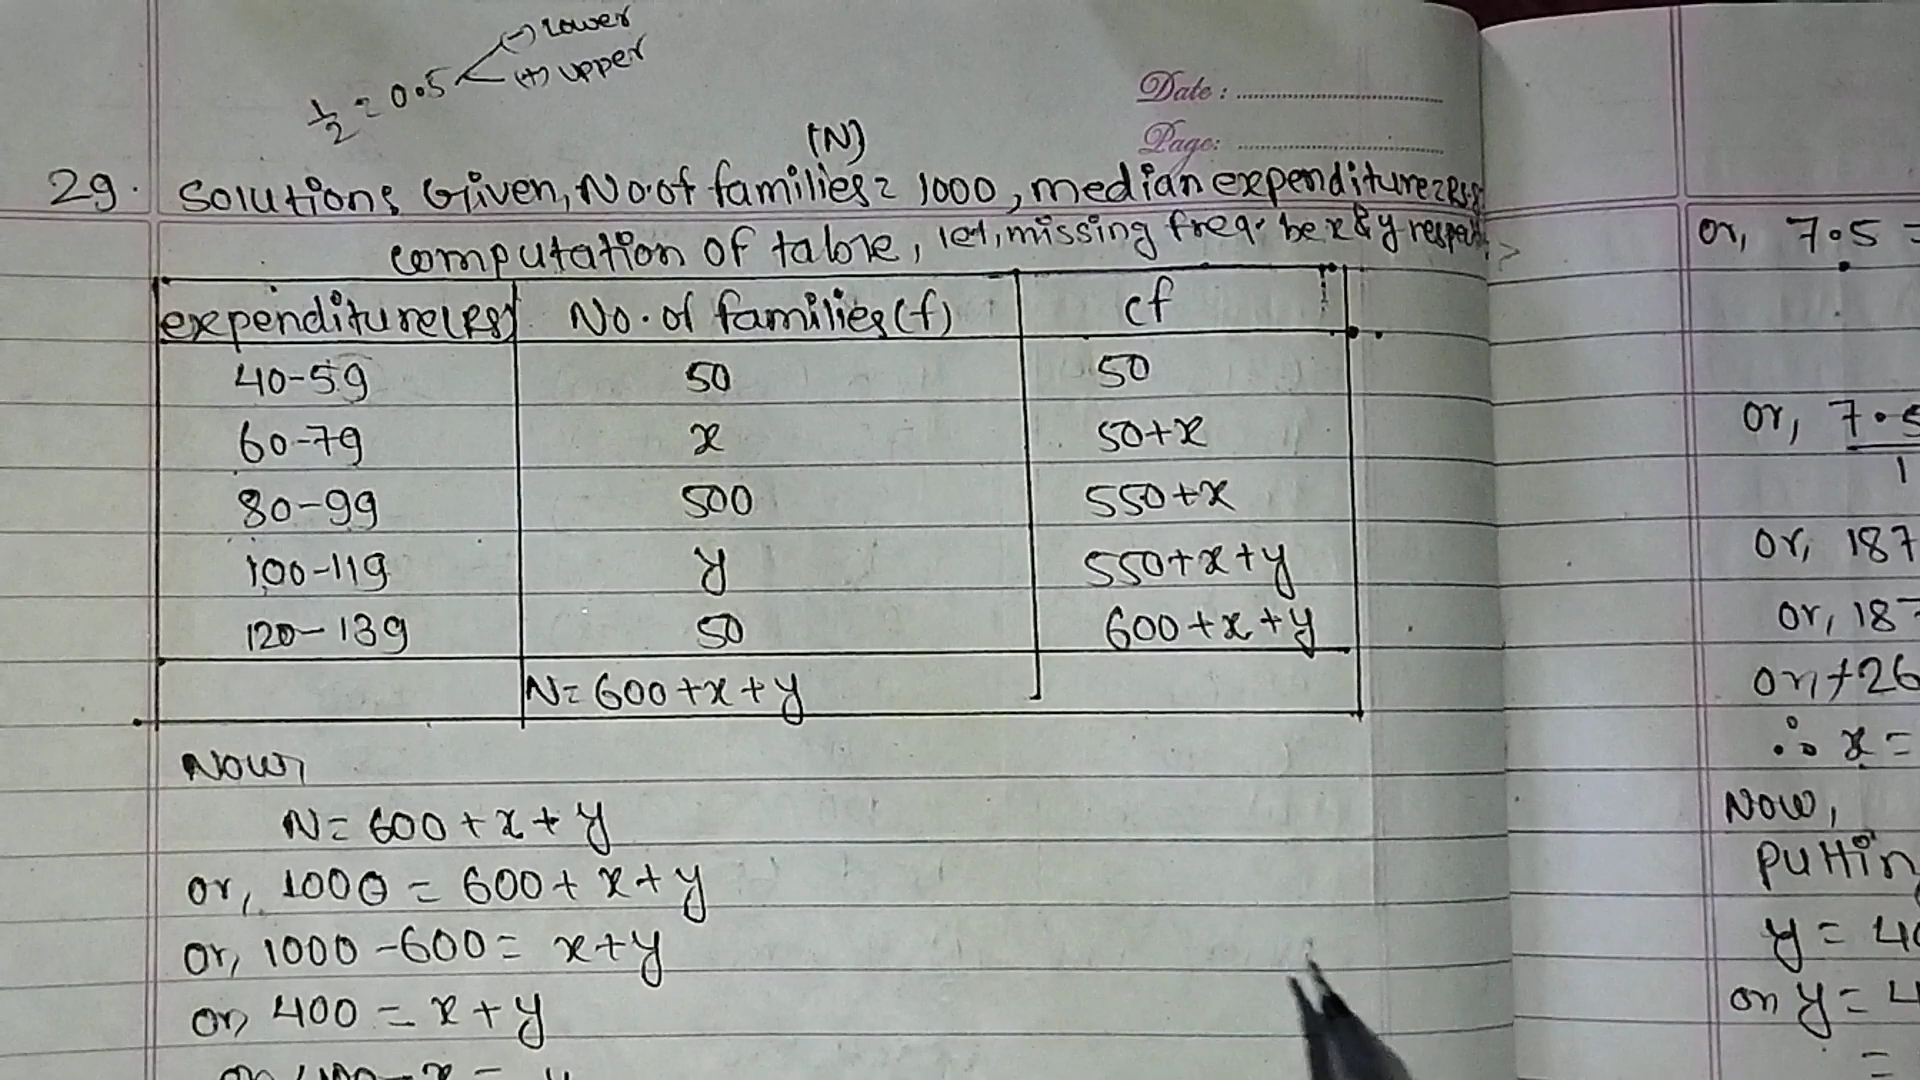 (-) Lower
1/2 = 0.5 < (+) upper
Date :
(N)
Page:
29. Solution: Given, No. of families = 1000, median expenditure = Rs
computation of table, let, missing freq. be x & y
expenditure(RS) No. of families (f) cf
40-59 50 50
60-79 x 50+x
80-99 500 550+x
100-119 y 550+x+y
120-139 50 600+x+y
N= 600+x+y
Now,
N= 600+x+y
or, 1000 = 600+ x+y
or, 1000-600= x+y
or, 400 = x+y
or, 7.5 =
or, 7.5
1
or, 187
or, 18
or, +26
∴ x =
Now,
y =
or y = 4
=